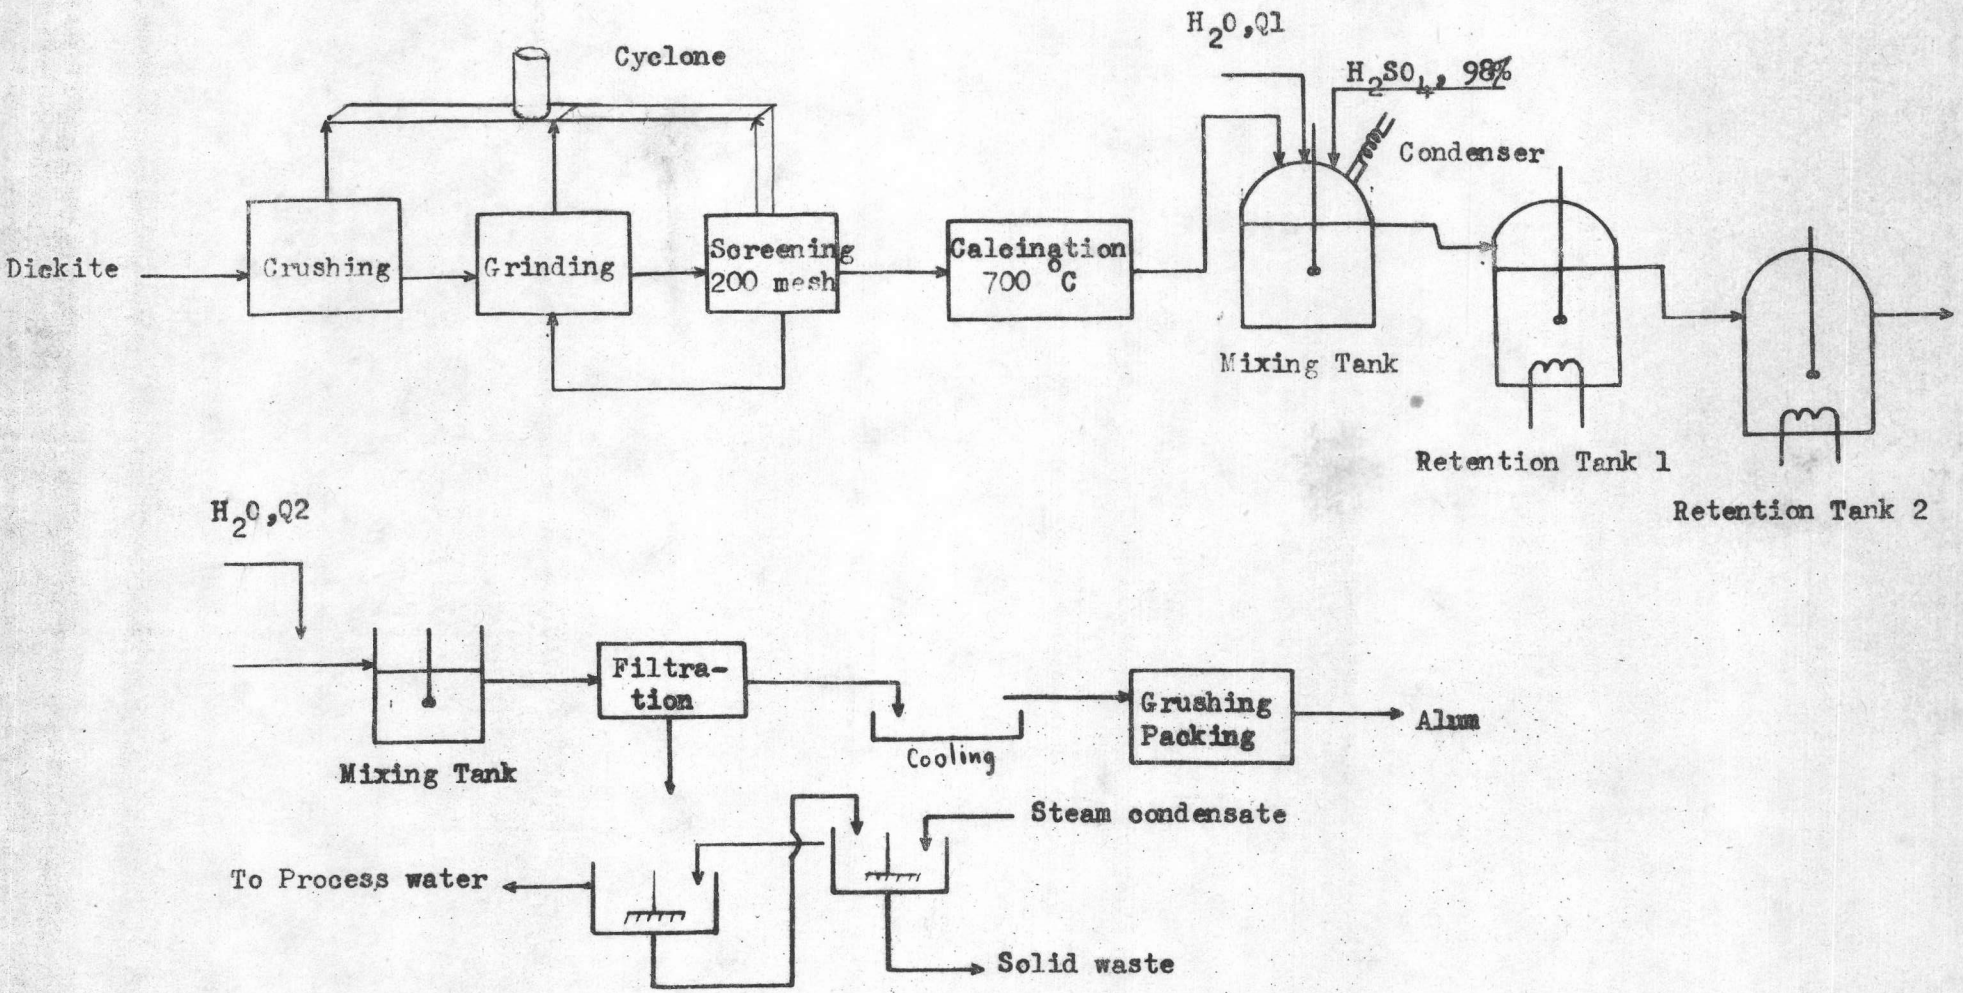 H2O,Q1
Cyclone
H2SO4, 98%
Condenser
Dickite
Crushing
Grinding
Screening
200 mesh
Calcination
700 °C
Mixing Tank
Retention Tank 1
Retention Tank 2
H2O,Q2
Filtra-
tion
Grushing
Packing
Alum
Cooling
Mixing Tank
Steam condensate
To Process water
Solid waste